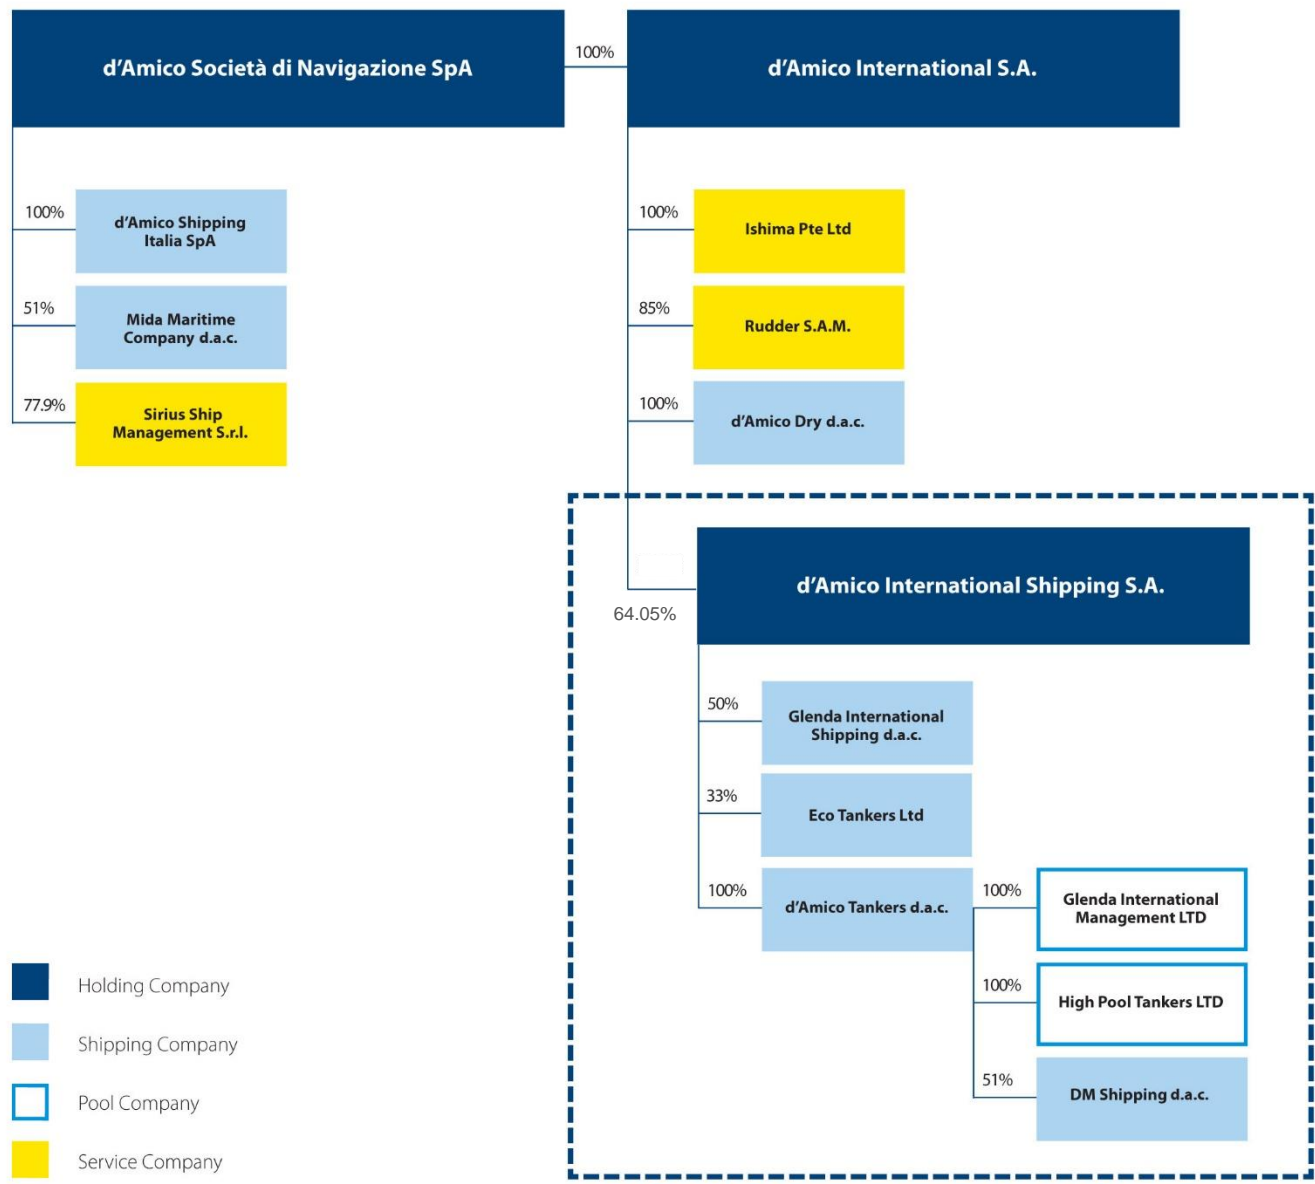 d'Amico Società di Navigazione SpA
100%
d'Amico International S.A.
100%
d'Amico Shipping
Italia SpA
51%
Mida Maritime
Company d.a.c.
77.9%
Sirius Ship
Management S.r.l.
100%
Ishima Pte Ltd
85%
Rudder S.A.M.
100%
d'Amico Dry d.a.c.
64.05%
d'Amico International Shipping S.A.
50%
Glenda International
Shipping d.a.c.
33%
Eco Tankers Ltd
100%
d'Amico Tankers d.a.c.
100%
Glenda International
Management LTD
100%
High Pool Tankers LTD
51%
DM Shipping d.a.c.
Holding Company
Shipping Company
Pool Company
Service Company